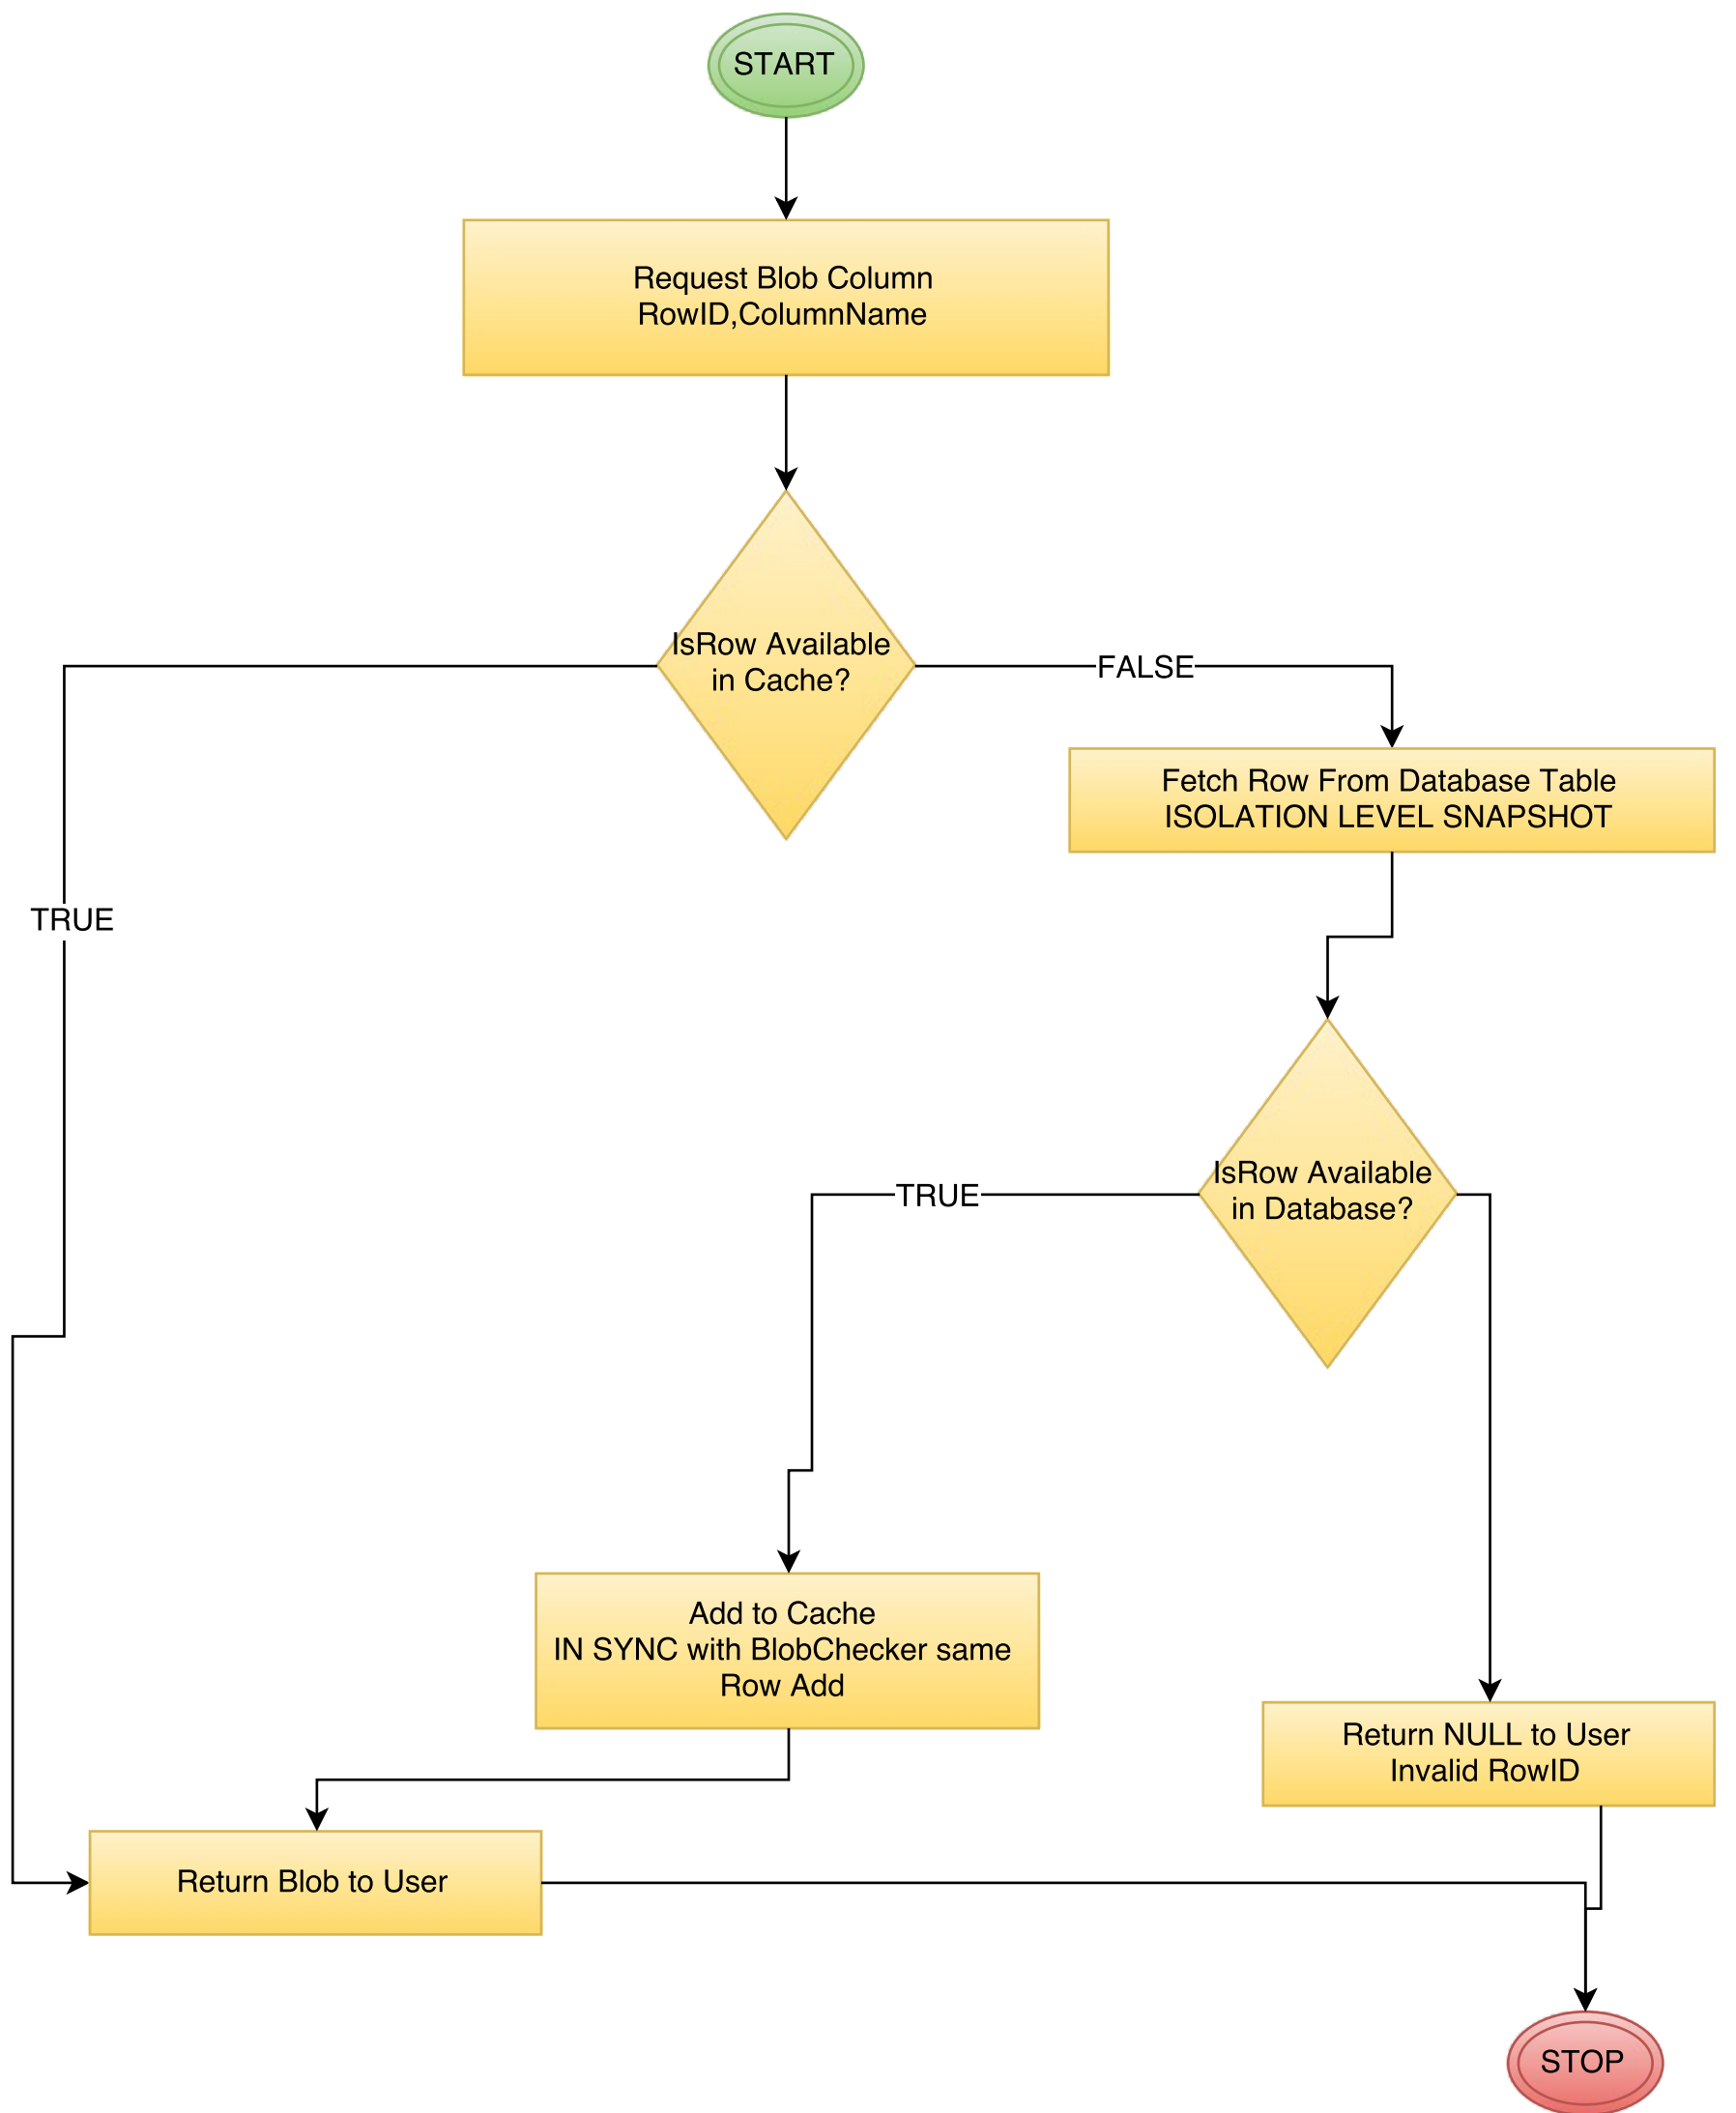 START
Request Blob Column
RowID,ColumnName
IsRow Available
in Cache?
FALSE
Fetch Row From Database Table
ISOLATION LEVEL SNAPSHOT
TRUE
IsRow Available
in Database?
TRUE
Add to Cache
IN SYNC with BlobChecker same
Row Add
Return NULL to User
Invalid RowID
Return Blob to User
STOP